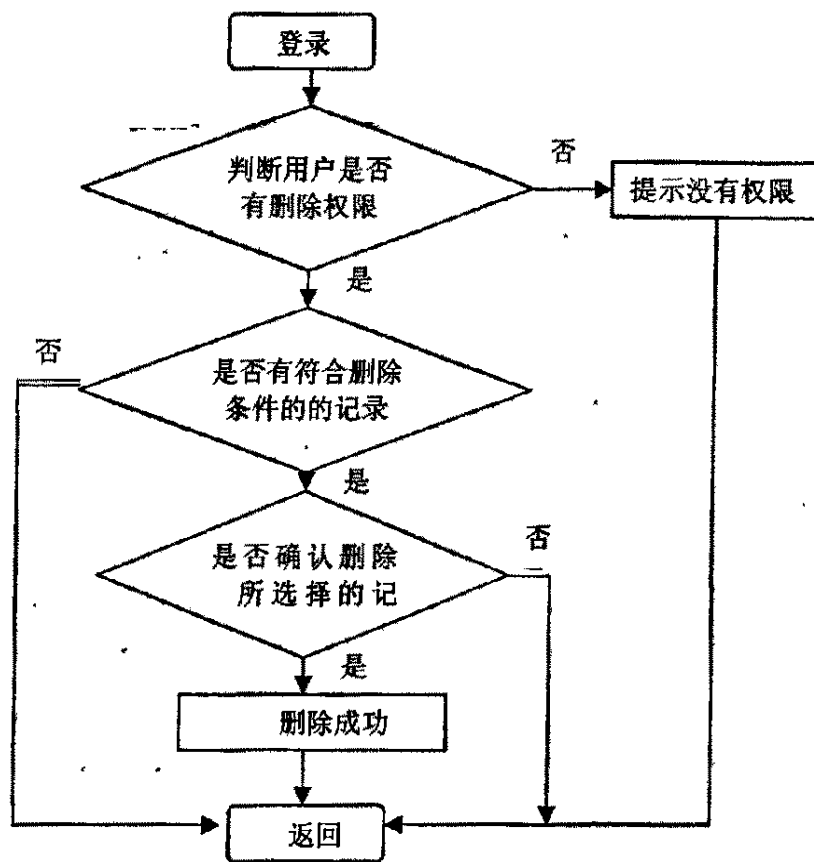 登录
判断用户是否
有删除权限
否
提示没有权限
是
否
是否有符合删除
条件的的记录
是
是否确认删除
所选择的记
否
是
删除成功
返回